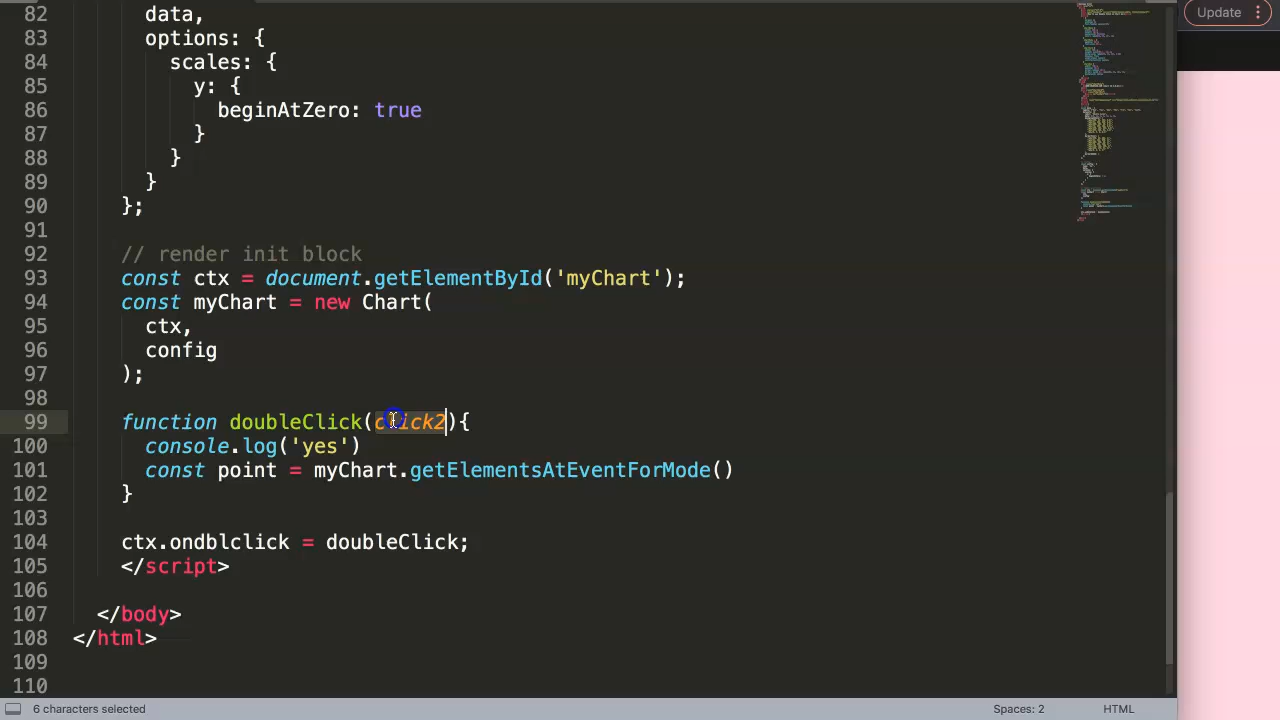 Update
82 data,
83 options: {
84 scales: {
85 y: {
86 beginAtZero: true
87 }
88 }
89 }
90 };
91
92 // render init block
93 const ctx = document.getElementById('myChart');
94 const myChart = new Chart(
95 ctx,
96 config
97 );
98
99 function doubleClick(click2){
100 console.log('yes')
101 const point = myChart.getElementsAtEventForMode()
102 }
103
104 ctx.ondblclick = doubleClick;
105 </script>
106
107 </body>
108 </html>
109
110
6 characters selected
Spaces: 2
HTML